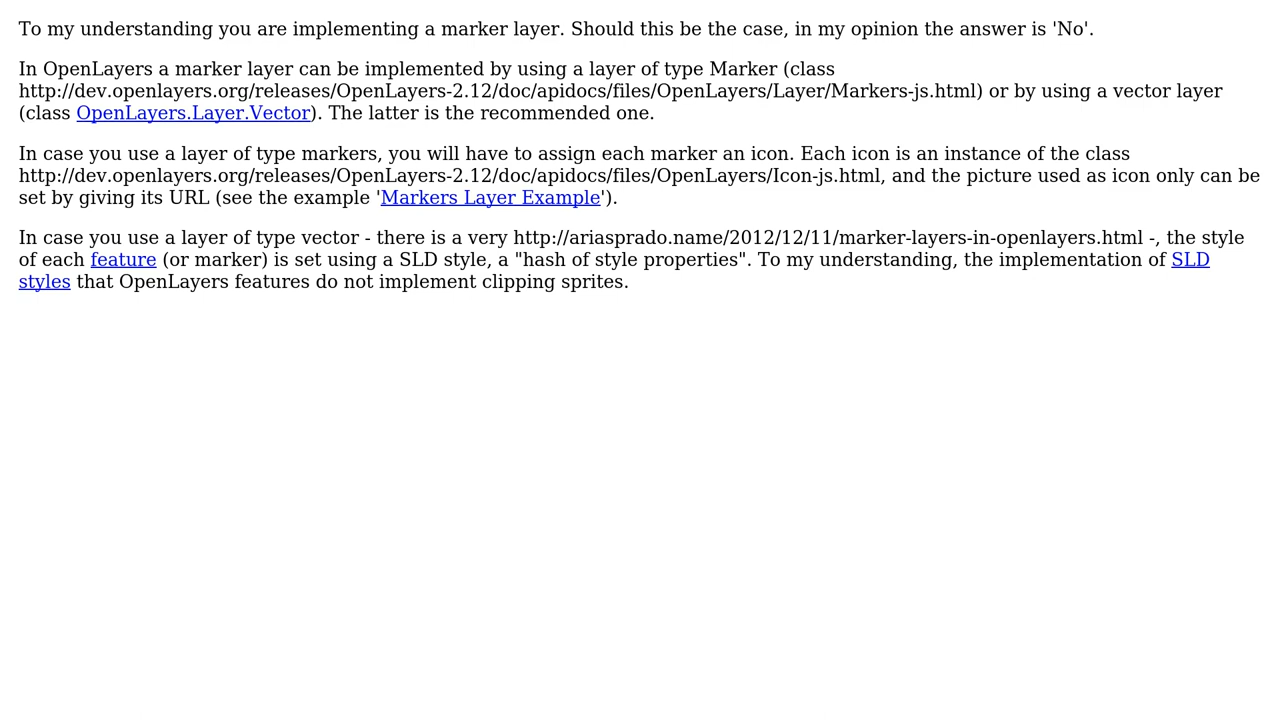 To my understanding you are implementing a marker layer. Should this be the case, in my opinion the answer is 'No'.
In OpenLayers a marker layer can be implemented by using a layer of type Marker (class
http://dev.openlayers.org/releases/OpenLayers-2.12/doc/apidocs/files/OpenLayers/Layer/Markers-js.html) or by using a vector layer
(class OpenLayers.Layer.Vector). The latter is the recommended one.
In case you use a layer of type markers, you will have to assign each marker an icon. Each icon is an instance of the class
http://dev.openlayers.org/releases/OpenLayers-2.12/doc/apidocs/files/OpenLayers/Icon-js.html, and the picture used as icon only can be
set by giving its URL (see the example 'Markers Layer Example').
In case you use a layer of type vector - there is a very http://ariasprado.name/2012/12/11/marker-layers-in-openlayers.html -, the style
of each feature (or marker) is set using a SLD style, a "hash of style properties". To my understanding, the implementation of SLD
styles that OpenLayers features do not implement clipping sprites.